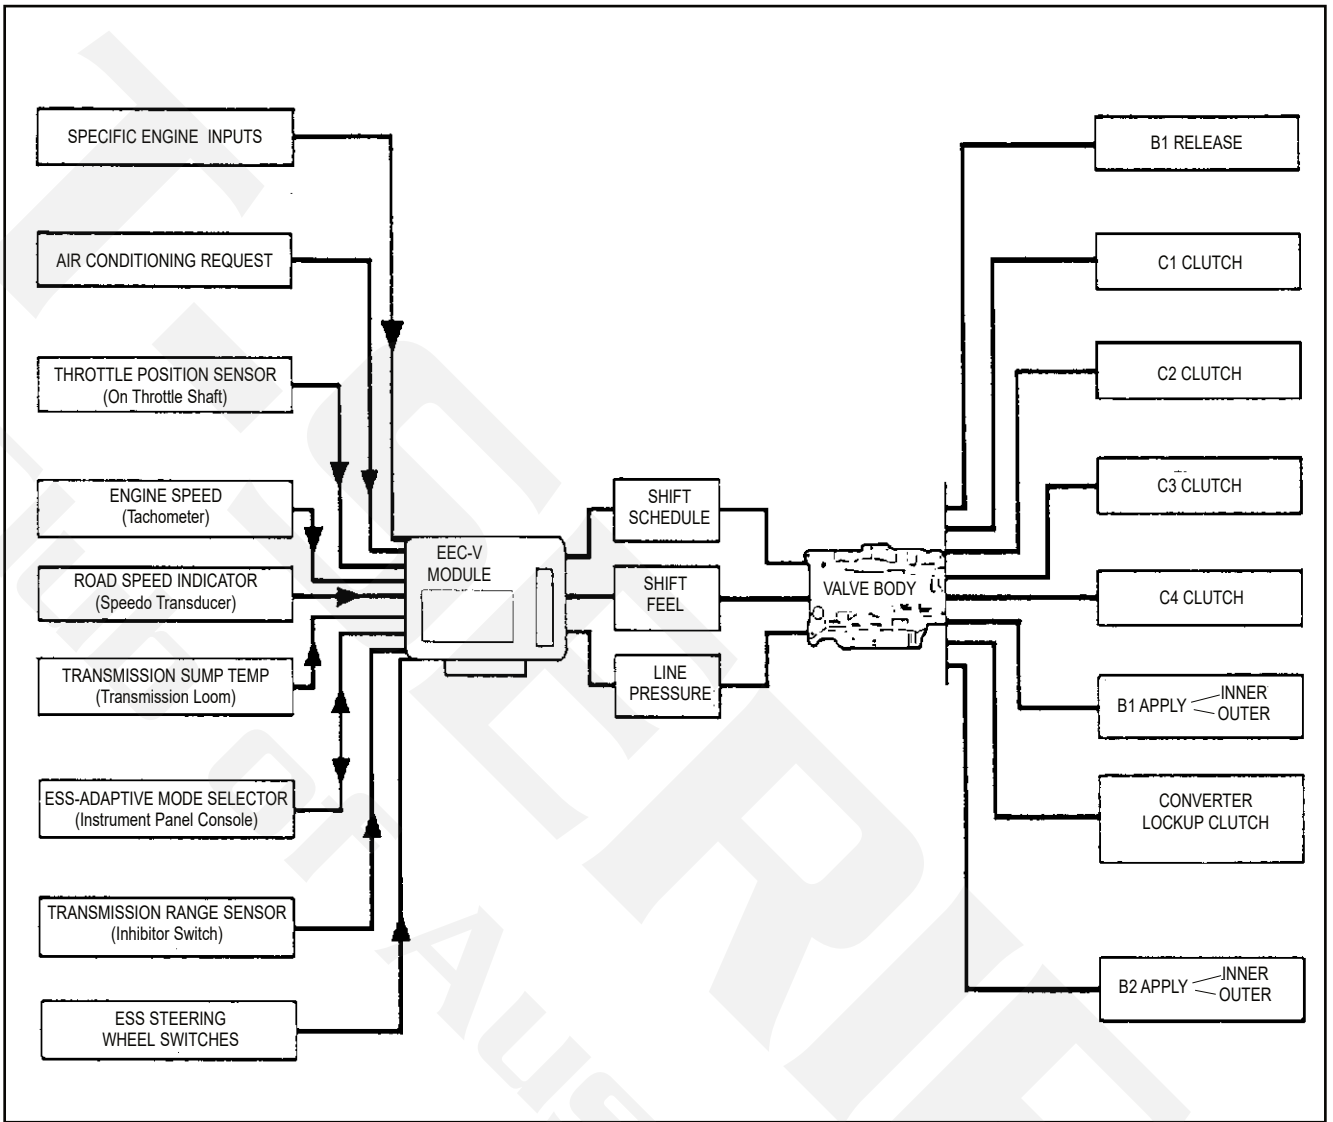 SPECIFIC ENGINE INPUTS
AIR CONDITIONING REQUEST
THROTTLE POSITION SENSOR
(On Throttle Shaft)
ENGINE SPEED
(Tachometer)
ROAD SPEED INDICATOR
(Speedo Transducer)
TRANSMISSION SUMP TEMP
(Transmission Loom)
ESS-ADAPTIVE MODE SELECTOR
(Instrument Panel Console)
TRANSMISSION RANGE SENSOR
(Inhibitor Switch)
ESS STEERING
WHEEL SWITCHES
EEC-V
MODULE
SHIFT
SCHEDULE
SHIFT
FEEL
LINE
PRESSURE
VALVE BODY
B1 RELEASE
C1 CLUTCH
C2 CLUTCH
C3 CLUTCH
C4 CLUTCH
B1 APPLY
INNER
OUTER
CONVERTER
LOCKUP CLUTCH
B2 APPLY
INNER
OUTER